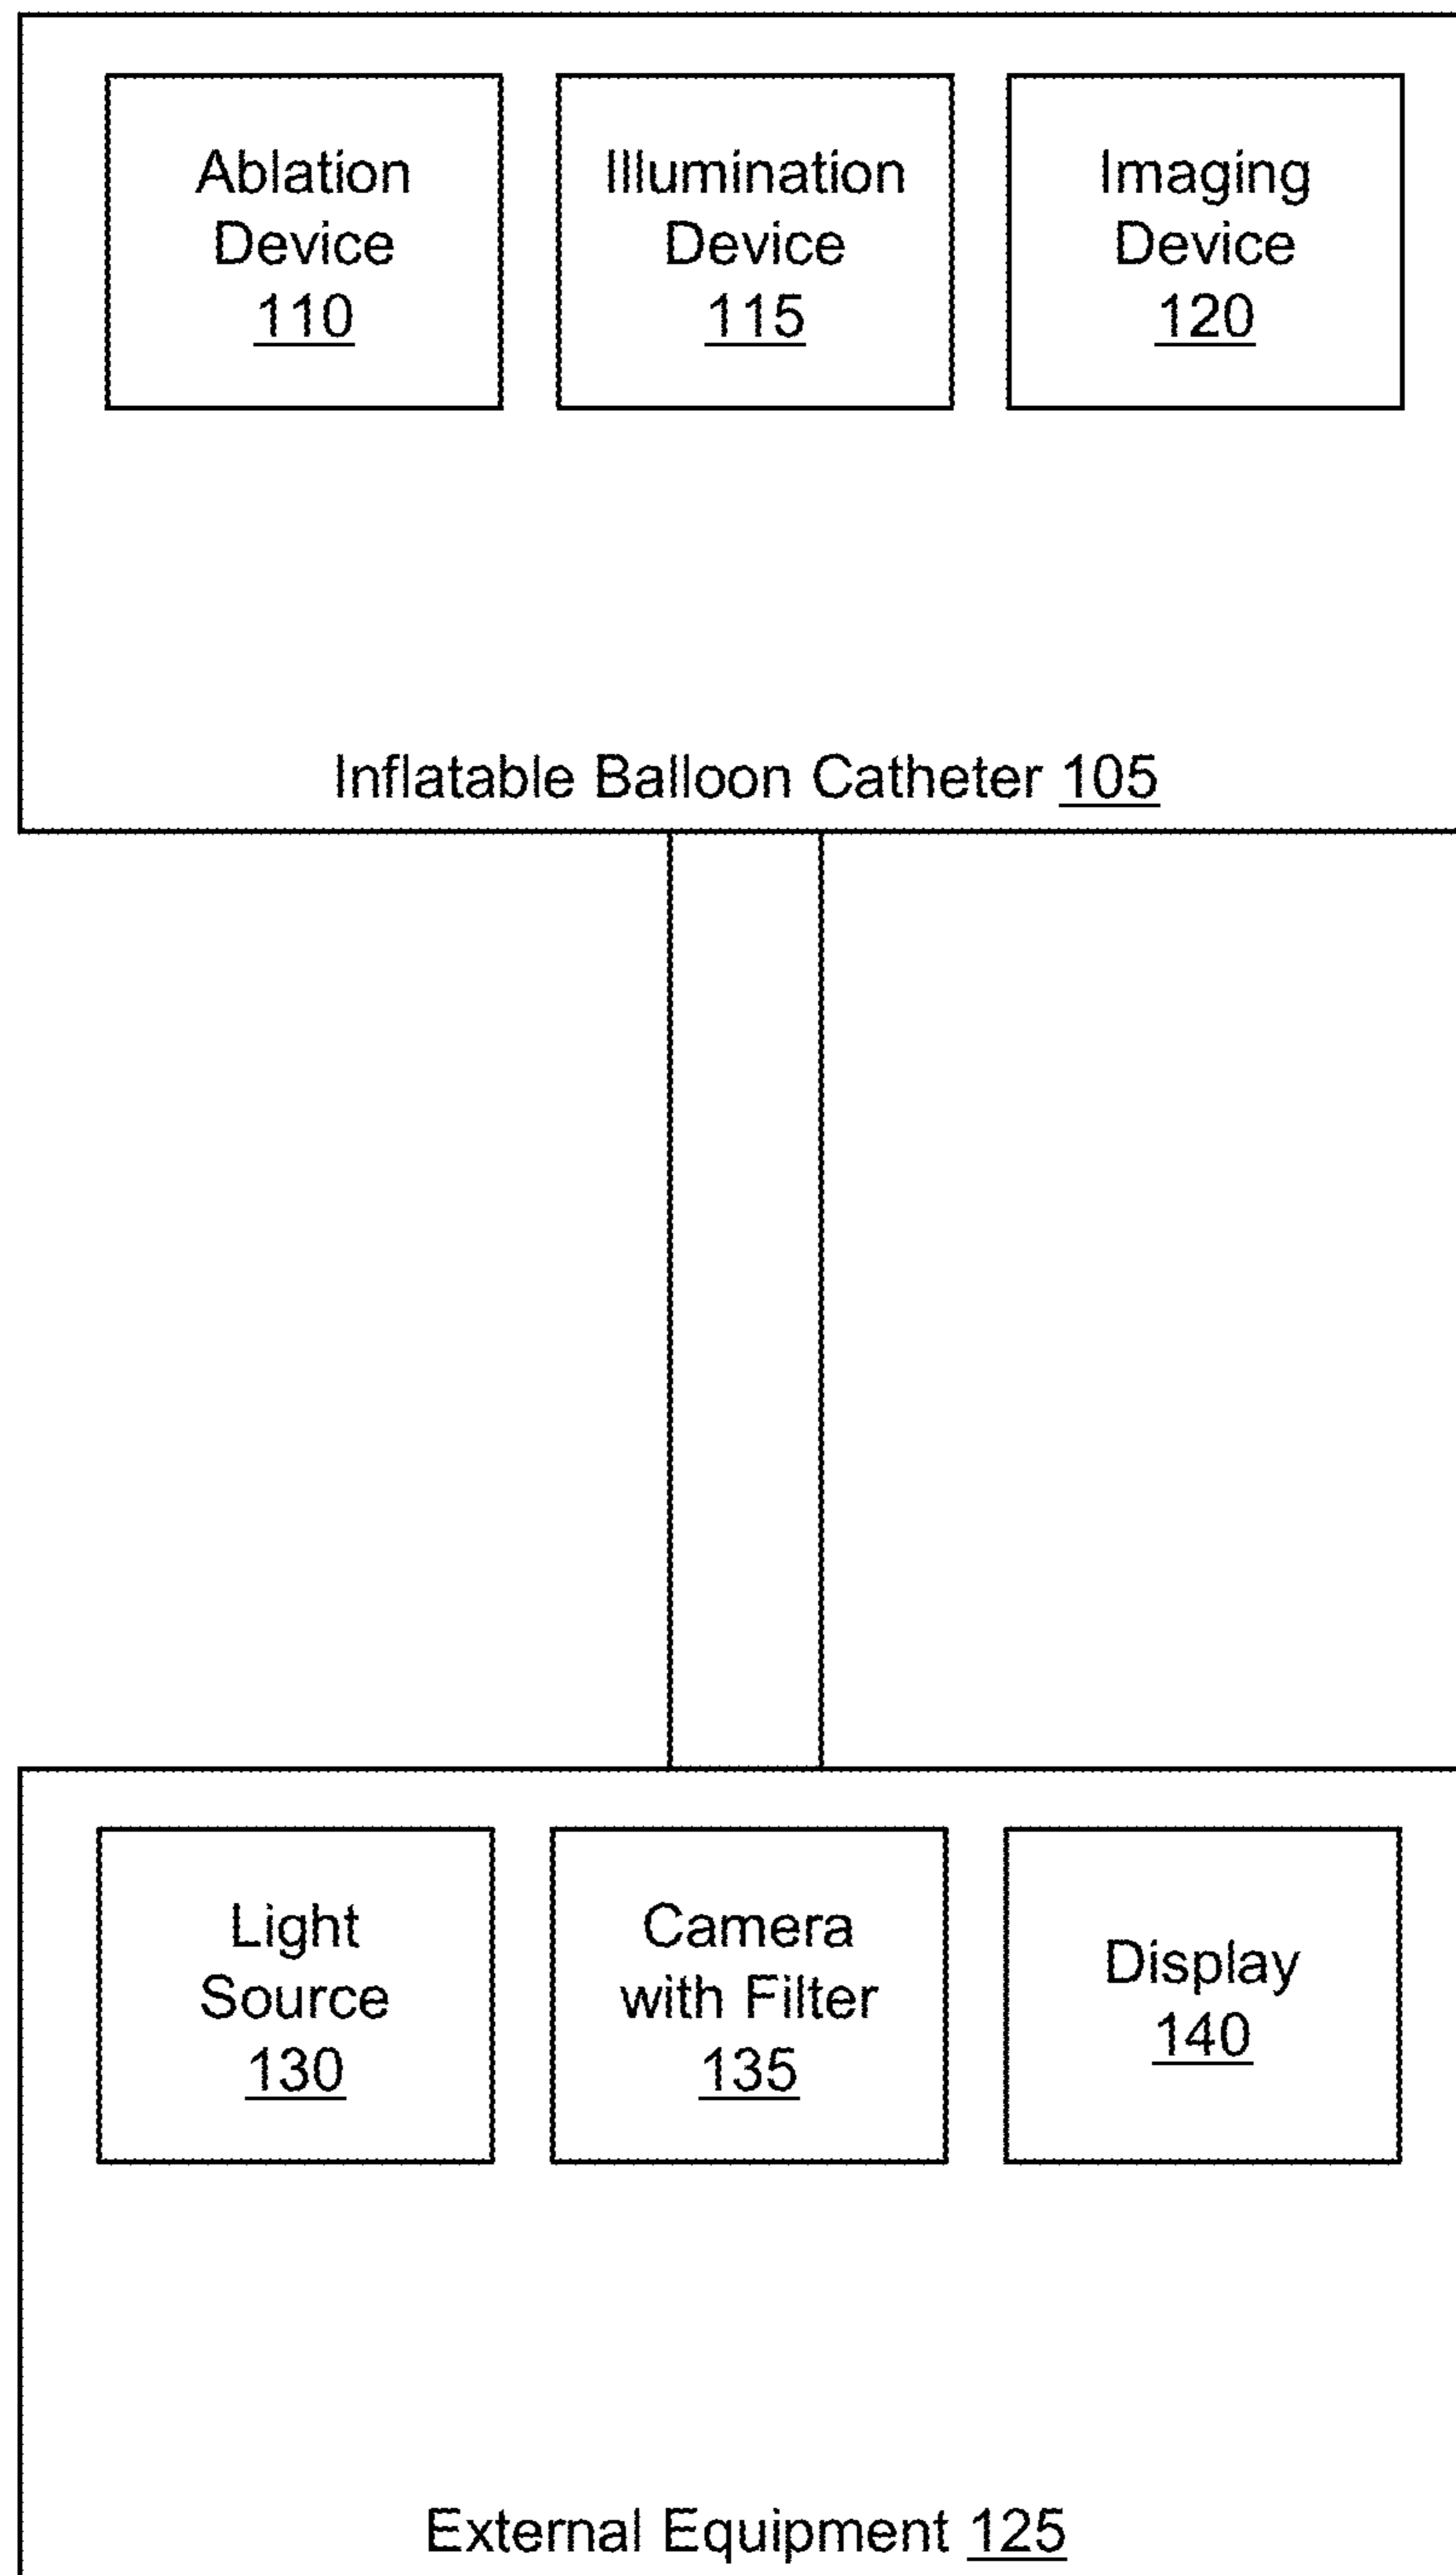 Ablation
Device
110
Illumination
Device
115
Imaging
Device
120
Inflatable Balloon Catheter 105
Light
Source
130
Camera
with Filter
135
Display
140
External Equipment 125